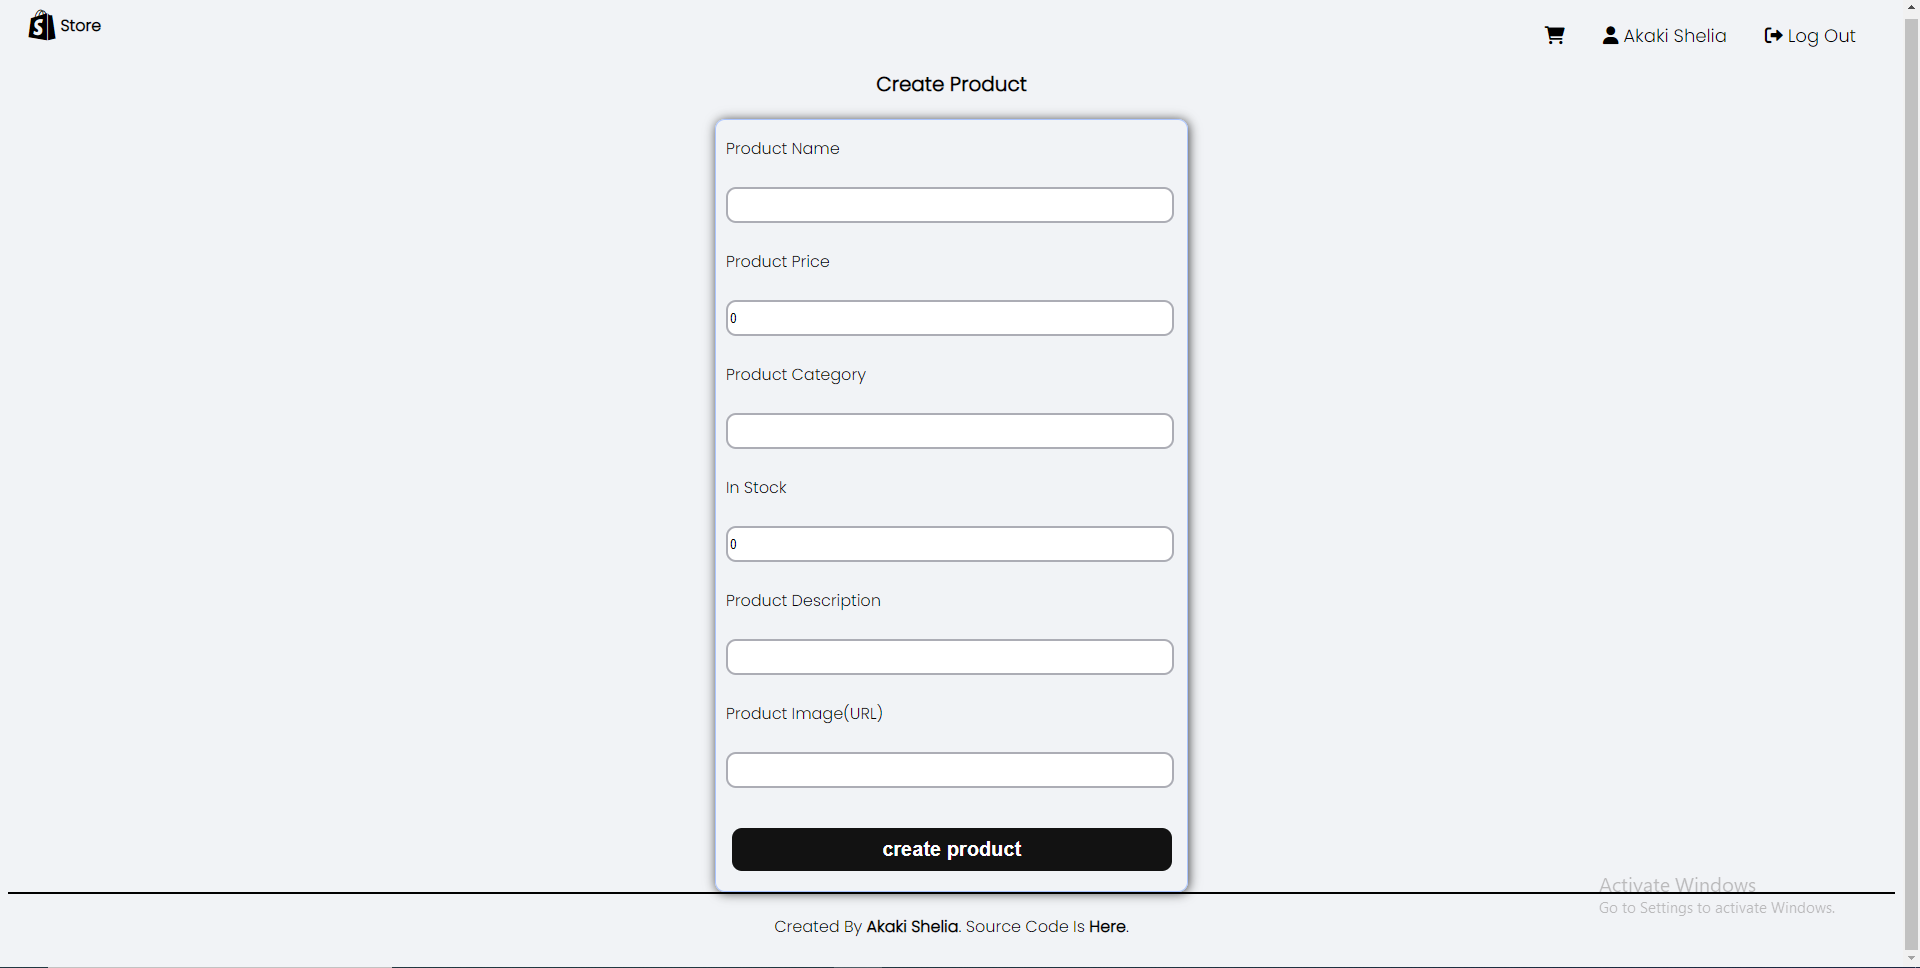 Store
Akaki Shelia
Log Out
Create Product
Product Name
Product Price
0
Product Category
In Stock
0
Product Description
Product Image(URL)
create product
Activate Windows
Go to Settings to activate Windows.
Created By Akaki Shelia. Source Code Is Here.